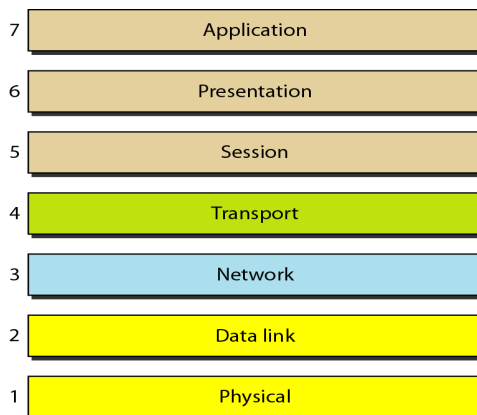 7 Application
6 Presentation
5 Session
4 Transport
3 Network
2 Data link
1 Physical